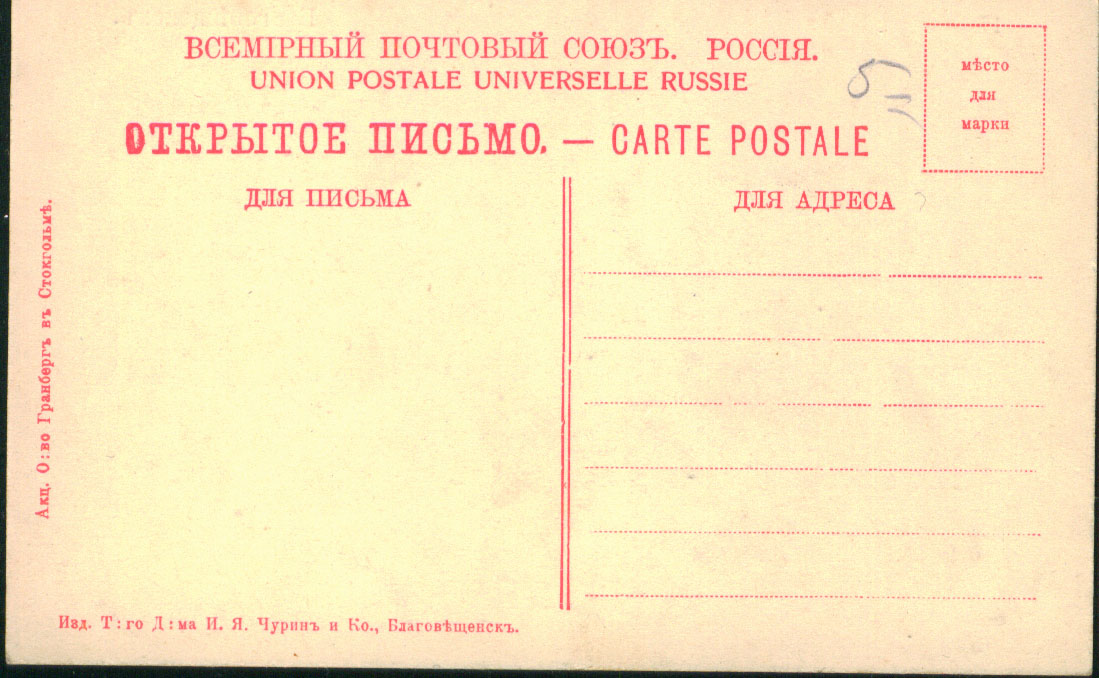 ВСЕМІРНЫЙ ПОЧТОВЫЙ СОЮЗЪ. РОССІЯ.
UNION POSTALE UNIVERSELLE RUSSIE
ОТКРЫТОЕ ПИСЬМО. — CARTE POSTALE
мѣсто
для
марки
ДЛЯ ПИСЬМА
ДЛЯ АДРЕСА
Акц. О:во Гранбергъ въ Стокгольмѣ.
Изд. Т:го Д:ма И. Я. Чуринъ и Ко., Благовѣщенскъ.